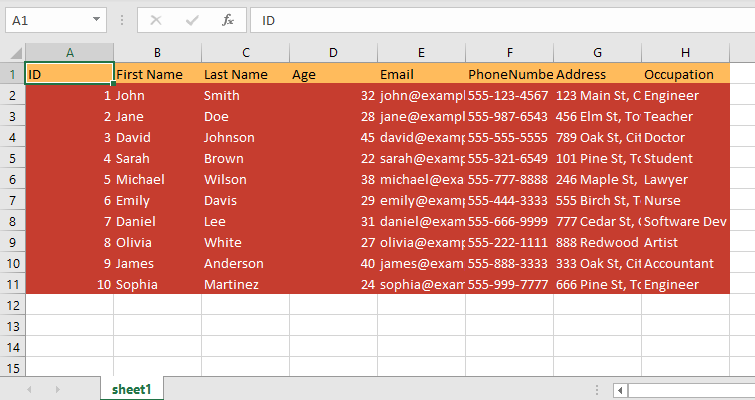 A1 fx ID
A B C D E F G H
1 ID First Name Last Name Age Email PhoneNumbe Address Occupation
2 1 John Smith 32 john@exampl 555-123-4567 123 Main St, C Engineer
3 2 Jane Doe 28 jane@examp 555-987-6543 456 Elm St, To Teacher
4 3 David Johnson 45 david@examp 555-555-5555 789 Oak St, Cit Doctor
5 4 Sarah Brown 22 sarah@examp 555-321-6549 101 Pine St, To Student
6 5 Michael Wilson 38 michael@exa 555-777-8888 246 Maple St, Lawyer
7 6 Emily Davis 29 emily@examp 555-444-3333 555 Birch St, T Nurse
8 7 Daniel Lee 31 daniel@exam 555-666-9999 777 Cedar St, Software Dev
9 8 Olivia White 27 olivia@examp 555-222-1111 888 Redwood Artist
10 9 James Anderson 40 james@exam 555-888-3333 333 Oak St, Cit Accountant
11 10 Sophia Martinez 24 sophia@exam 555-999-7777 666 Pine St, To Engineer
12
13
14
15
sheet1